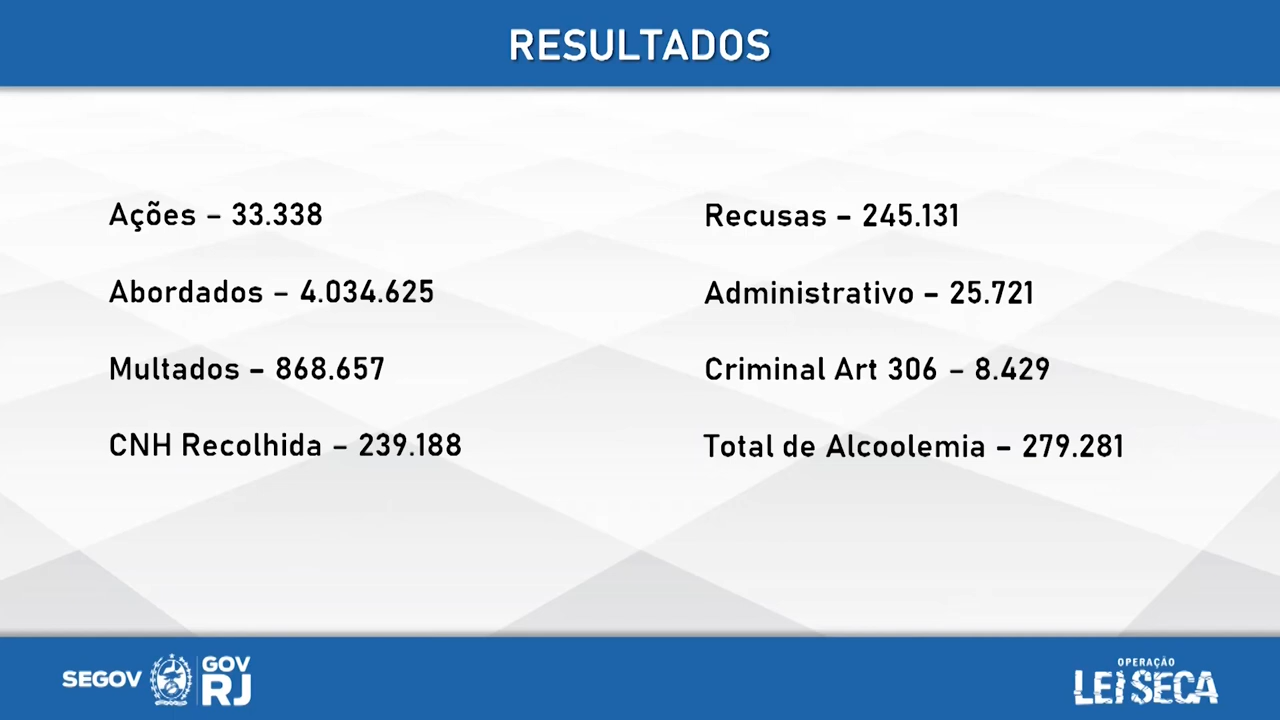 RESULTADOS
Ações – 33.338
Abordados – 4.034.625
Multados – 868.657
CNH Recolhida – 239.188
Recusas – 245.131
Administrativo – 25.721
Criminal Art 306 – 8.429
Total de Alcoolemia – 279.281
SEGOV
GOV
RJ
OPERAÇÃO
LEI SECA